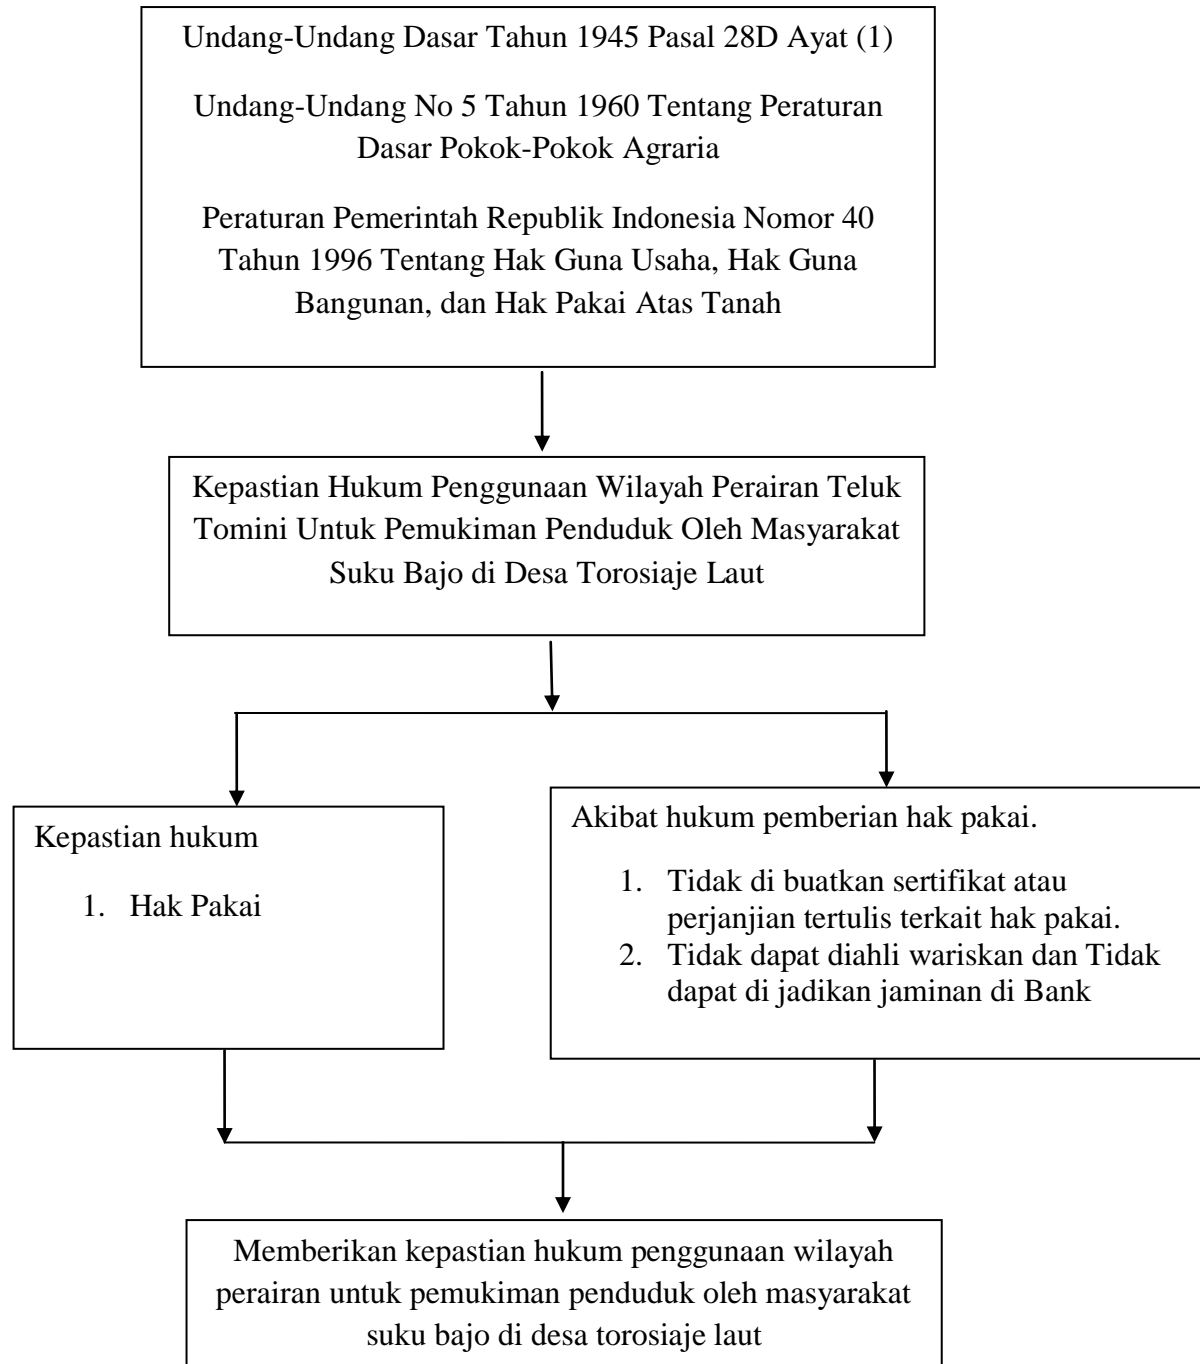 Undang-Undang Dasar Tahun 1945 Pasal 28D Ayat (1)
Undang-Undang No 5 Tahun 1960 Tentang Peraturan
Dasar Pokok-Pokok Agraria
Peraturan Pemerintah Republik Indonesia Nomor 40
Tahun 1996 Tentang Hak Guna Usaha, Hak Guna
Bangunan, dan Hak Pakai Atas Tanah
Kepastian Hukum Penggunaan Wilayah Perairan Teluk
Tomini Untuk Pemukiman Penduduk Oleh Masyarakat
Suku Bajo di Desa Torosiaje Laut
Kepastian hukum
1. Hak Pakai
Akibat hukum pemberian hak pakai.
1. Tidak di buatkan sertifikat atau
perjanjian tertulis terkait hak pakai.
2. Tidak dapat diahli wariskan dan Tidak
dapat di jadikan jaminan di Bank
Memberikan kepastian hukum penggunaan wilayah
perairan untuk pemukiman penduduk oleh masyarakat
suku bajo di desa torosiaje laut